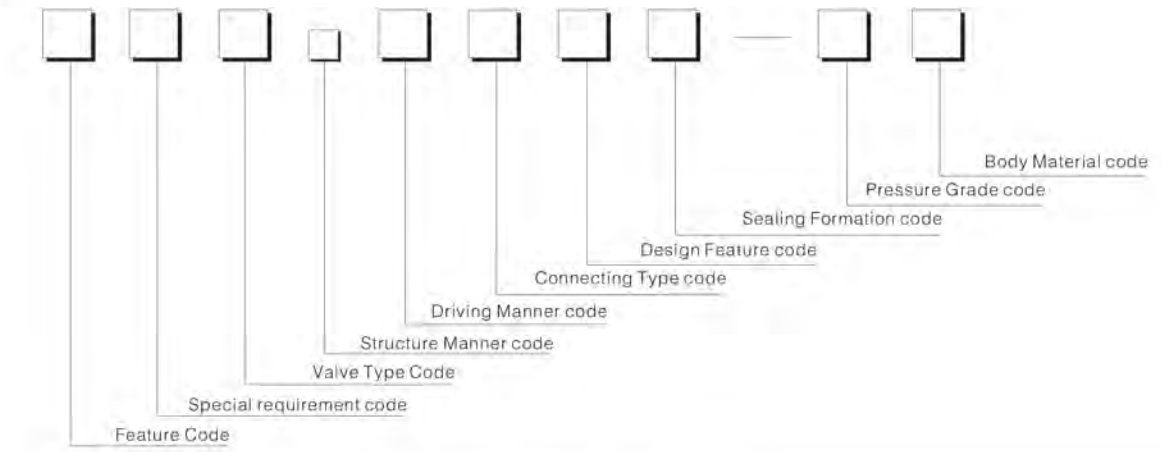 Body Material code
Pressure Grade code
Sealing Formation code
Design Feature code
Connecting Type code
Driving Manner code
Structure Manner code
Valve Type Code
Special requirement code
Feature Code